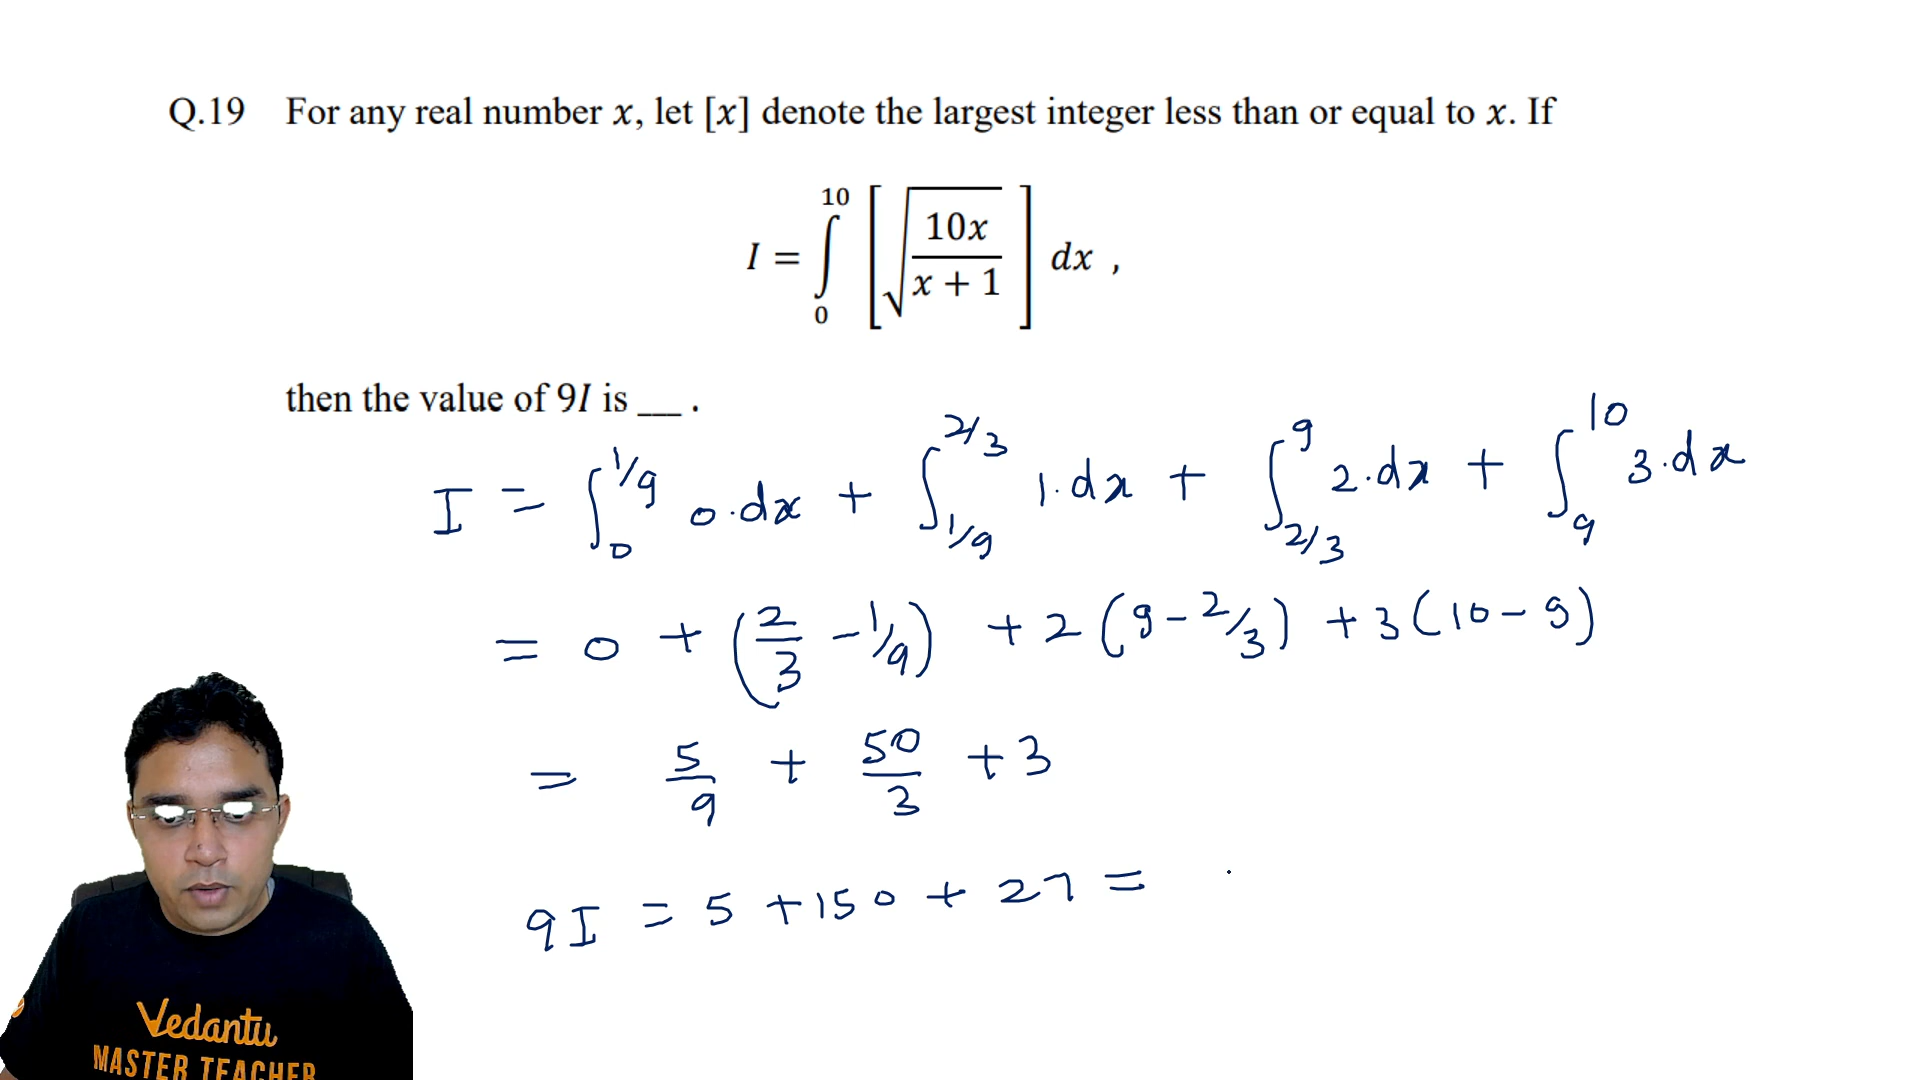 Q.19 For any real number x, let [x] denote the largest integer less than or equal to x. If
I = ∫₀¹⁰ [√(10x/(x + 1))] dx ,
then the value of 9I is ___ .
I = ∫₀^(1/9) 0.dx + ∫_(1/9)^(2/3) 1.dx + ∫_(2/3)^9 2.dx + ∫_9^10 3.dx
= 0 + (2/3 - 1/9) + 2(9 - 2/3) + 3(10 - 9)
= 5/9 + 50/3 + 3
9I = 5 + 150 + 27 =
Vedantu
MASTER TEACHER